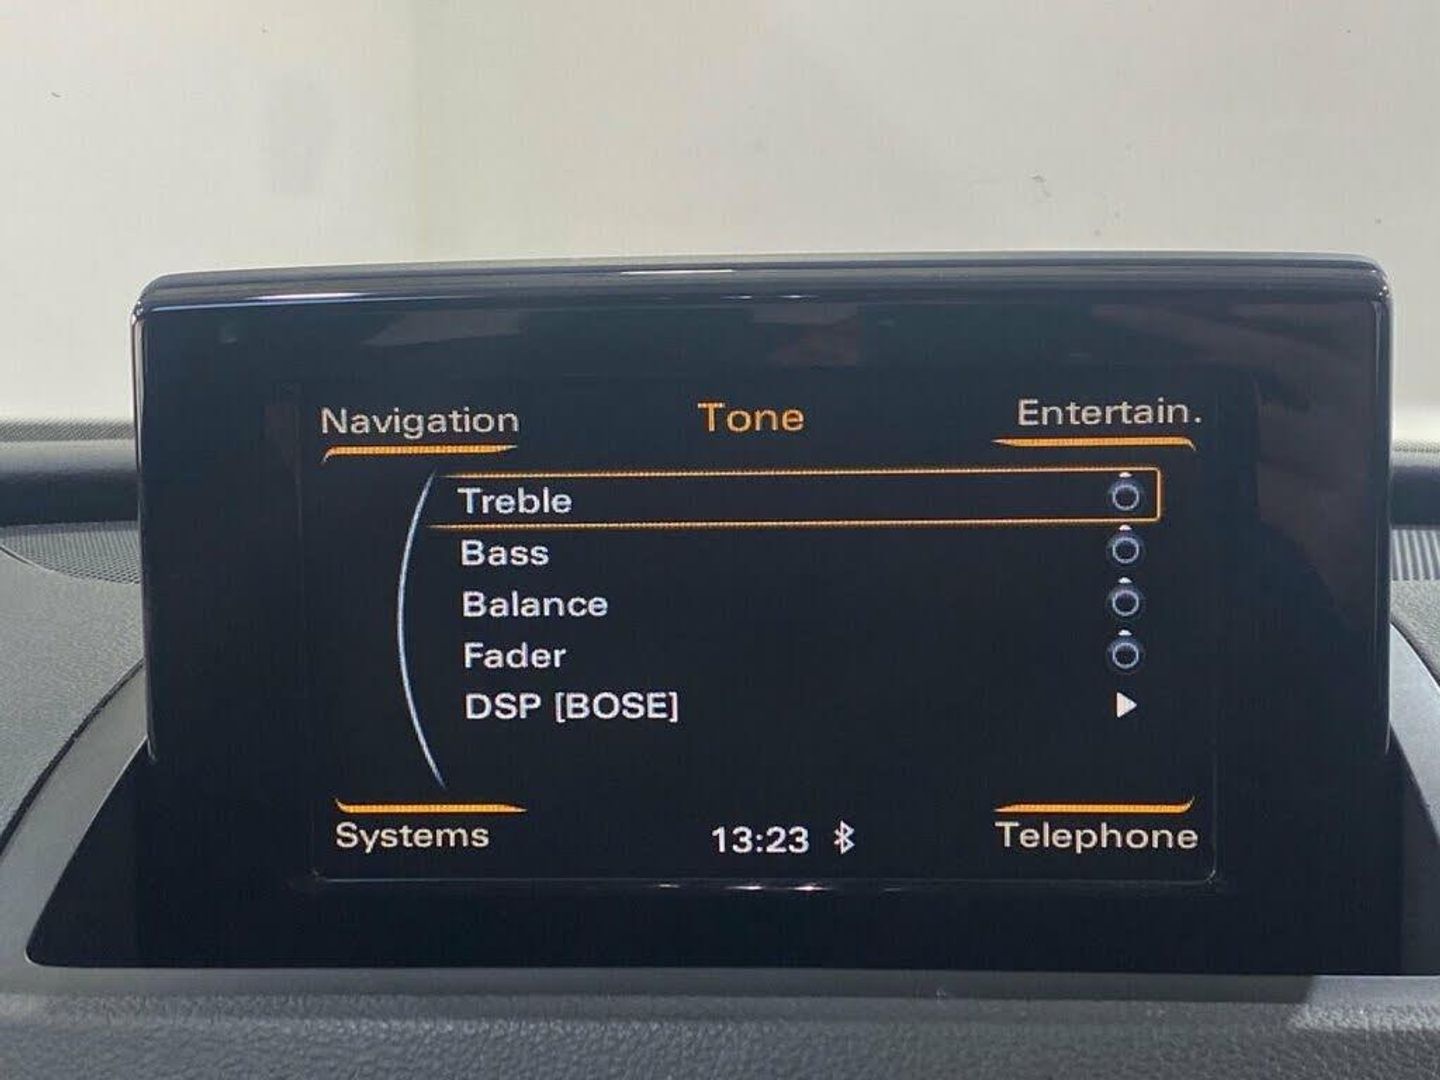 Navigation Tone Entertain.
Treble
Bass
Balance
Fader
DSP [BOSE]
Systems 13:23 Telephone